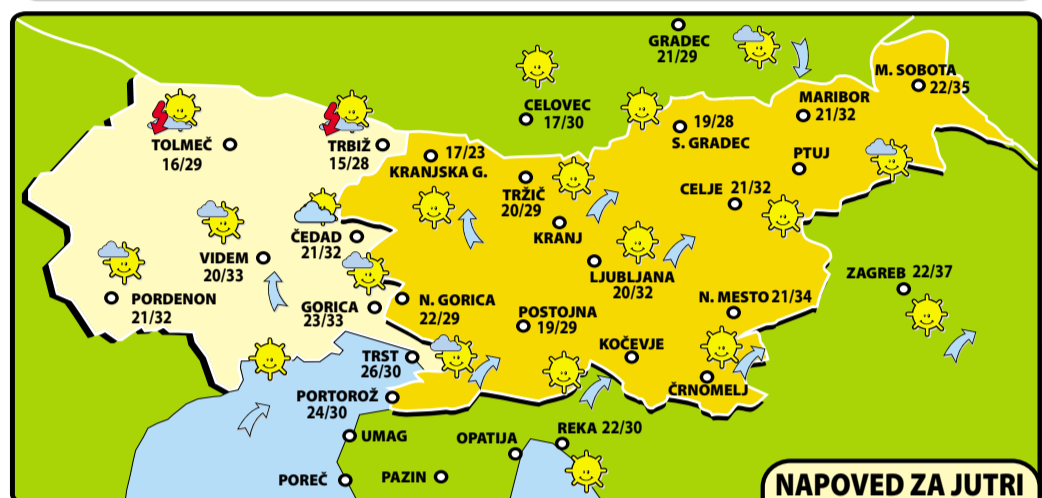 GRADEC
21/29
M. SOBOTA
22/35
CELOVEC
17/30
MARIBOR
21/32
19/28
S. GRADEC
TOLMEČ
16/29
TRBIŽ
15/28
17/23
KRANJSKA G.
PTUJ
TRŽIČ
20/29
CELJE 21/32
KRANJ
ČEDAD
21/32
VIDEM
20/33
LJUBLJANA
20/32
ZAGREB 22/37
PORDENON
21/32
GORICA
23/33
N. GORICA
22/29
POSTOJNA
19/29
N. MESTO 21/34
KOČEVJE
TRST
26/30
ČRNOMELJ
PORTOROŽ
24/30
UMAG
OPATIJA
REKA 22/30
POREČ
PAZIN
NAPOVED ZA JUTRI